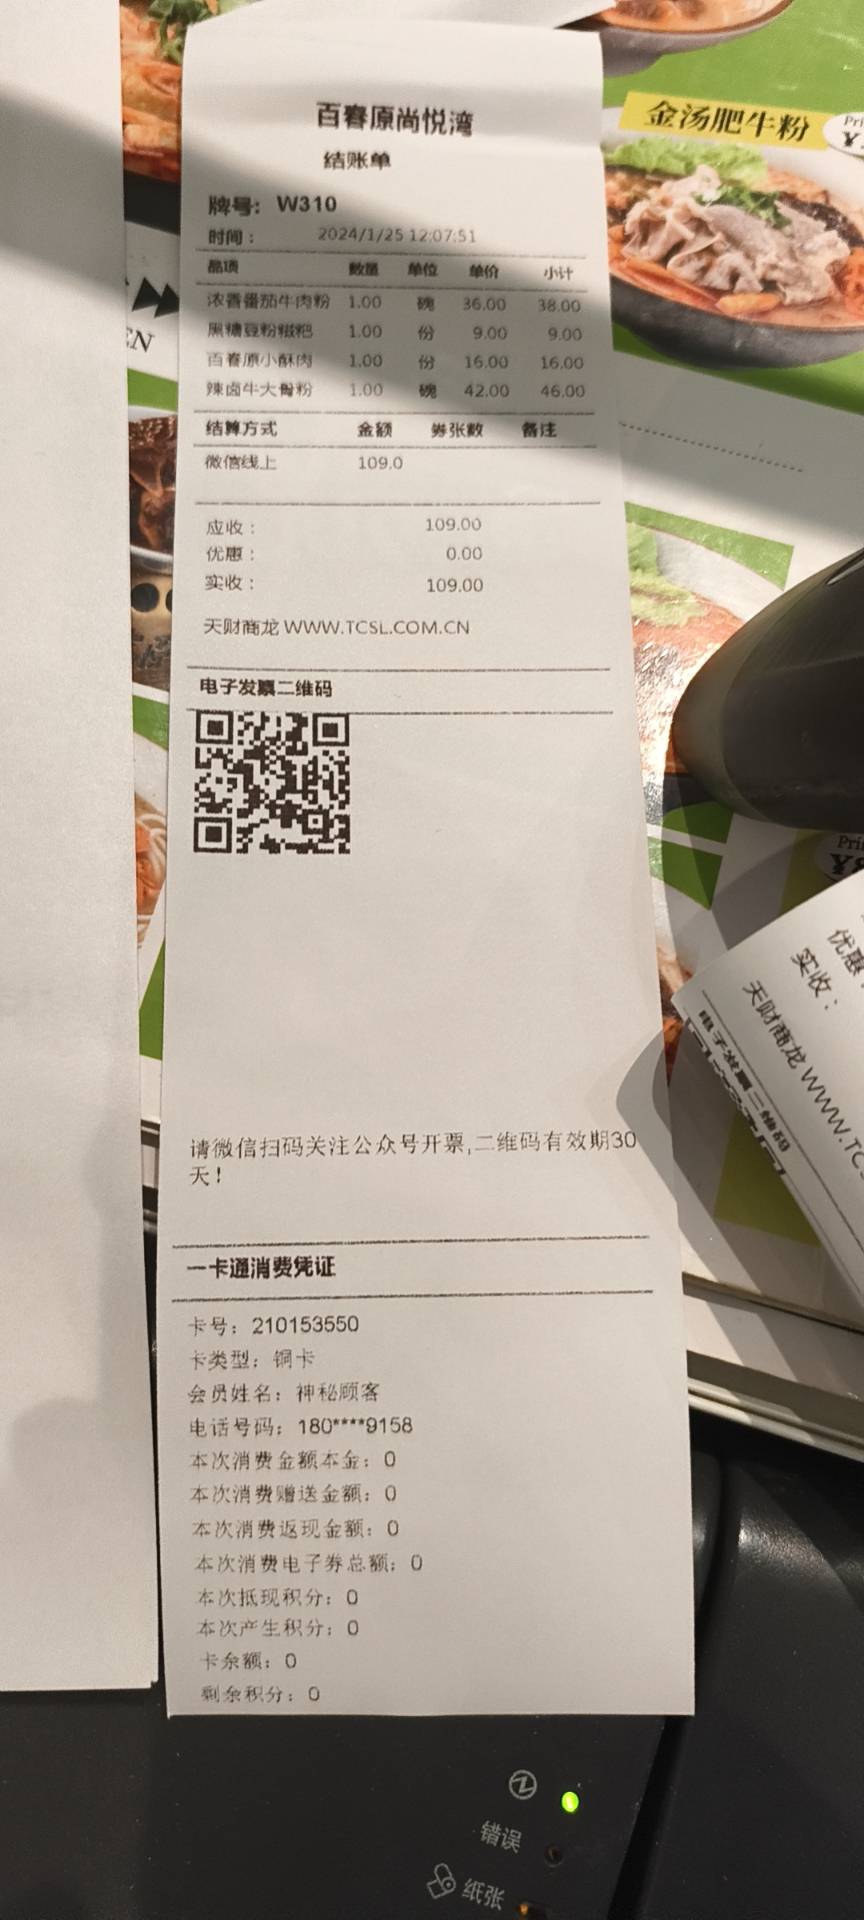 百春原尚悦湾
结账单
牌号: W310
时间: 2024/1/25 12:07:51
品项 数量 单位 单价 小计
浓香番茄牛肉粉 1.00 碗 36.00 38.00
黑糖豆粉糍粑 1.00 份 9.00 9.00
百春原小酥肉 1.00 份 16.00 16.00
辣卤牛大骨粉 1.00 碗 42.00 46.00
结算方式 金额 券张数 备注
微信线上 109.0
应收: 109.00
优惠: 0.00
实收: 109.00
天财商龙 WWW.TCSL.COM.CN
电子发票二维码
请微信扫码关注公众号开票,二维码有效期30
天!
一卡通消费凭证
卡号: 210153550
卡类型: 铜卡
会员姓名: 神秘顾客
电话号码: 180****9158
本次消费金额本金: 0
本次消费赠送金额: 0
本次消费返现金额: 0
本次消费电子券总额: 0
本次抵现积分: 0
本次产生积分: 0
卡余额: 0
剩余积分: 0
金汤肥牛粉
EN
优惠:
实收:
天财商龙 WWW.TC
电子发票二维码
错误
纸张